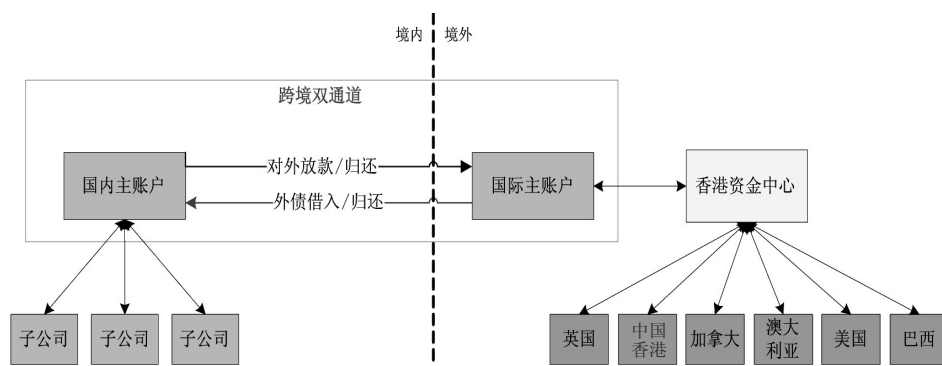 境内
境外
跨境双通道
国内主账户
对外放款/归还
外债借入/归还
国际主账户
香港资金中心
子公司
子公司
子公司
英国
中国
香港
加拿大
澳大
利亚
美国
巴西